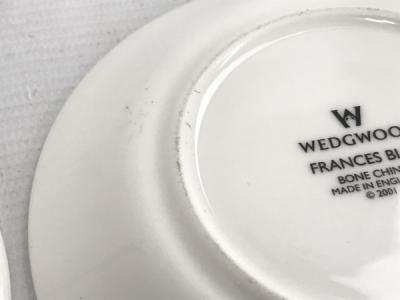 W
WEDGWOO
FRANCES BL
BONE CHIN
MADE IN ENGL
© 2001